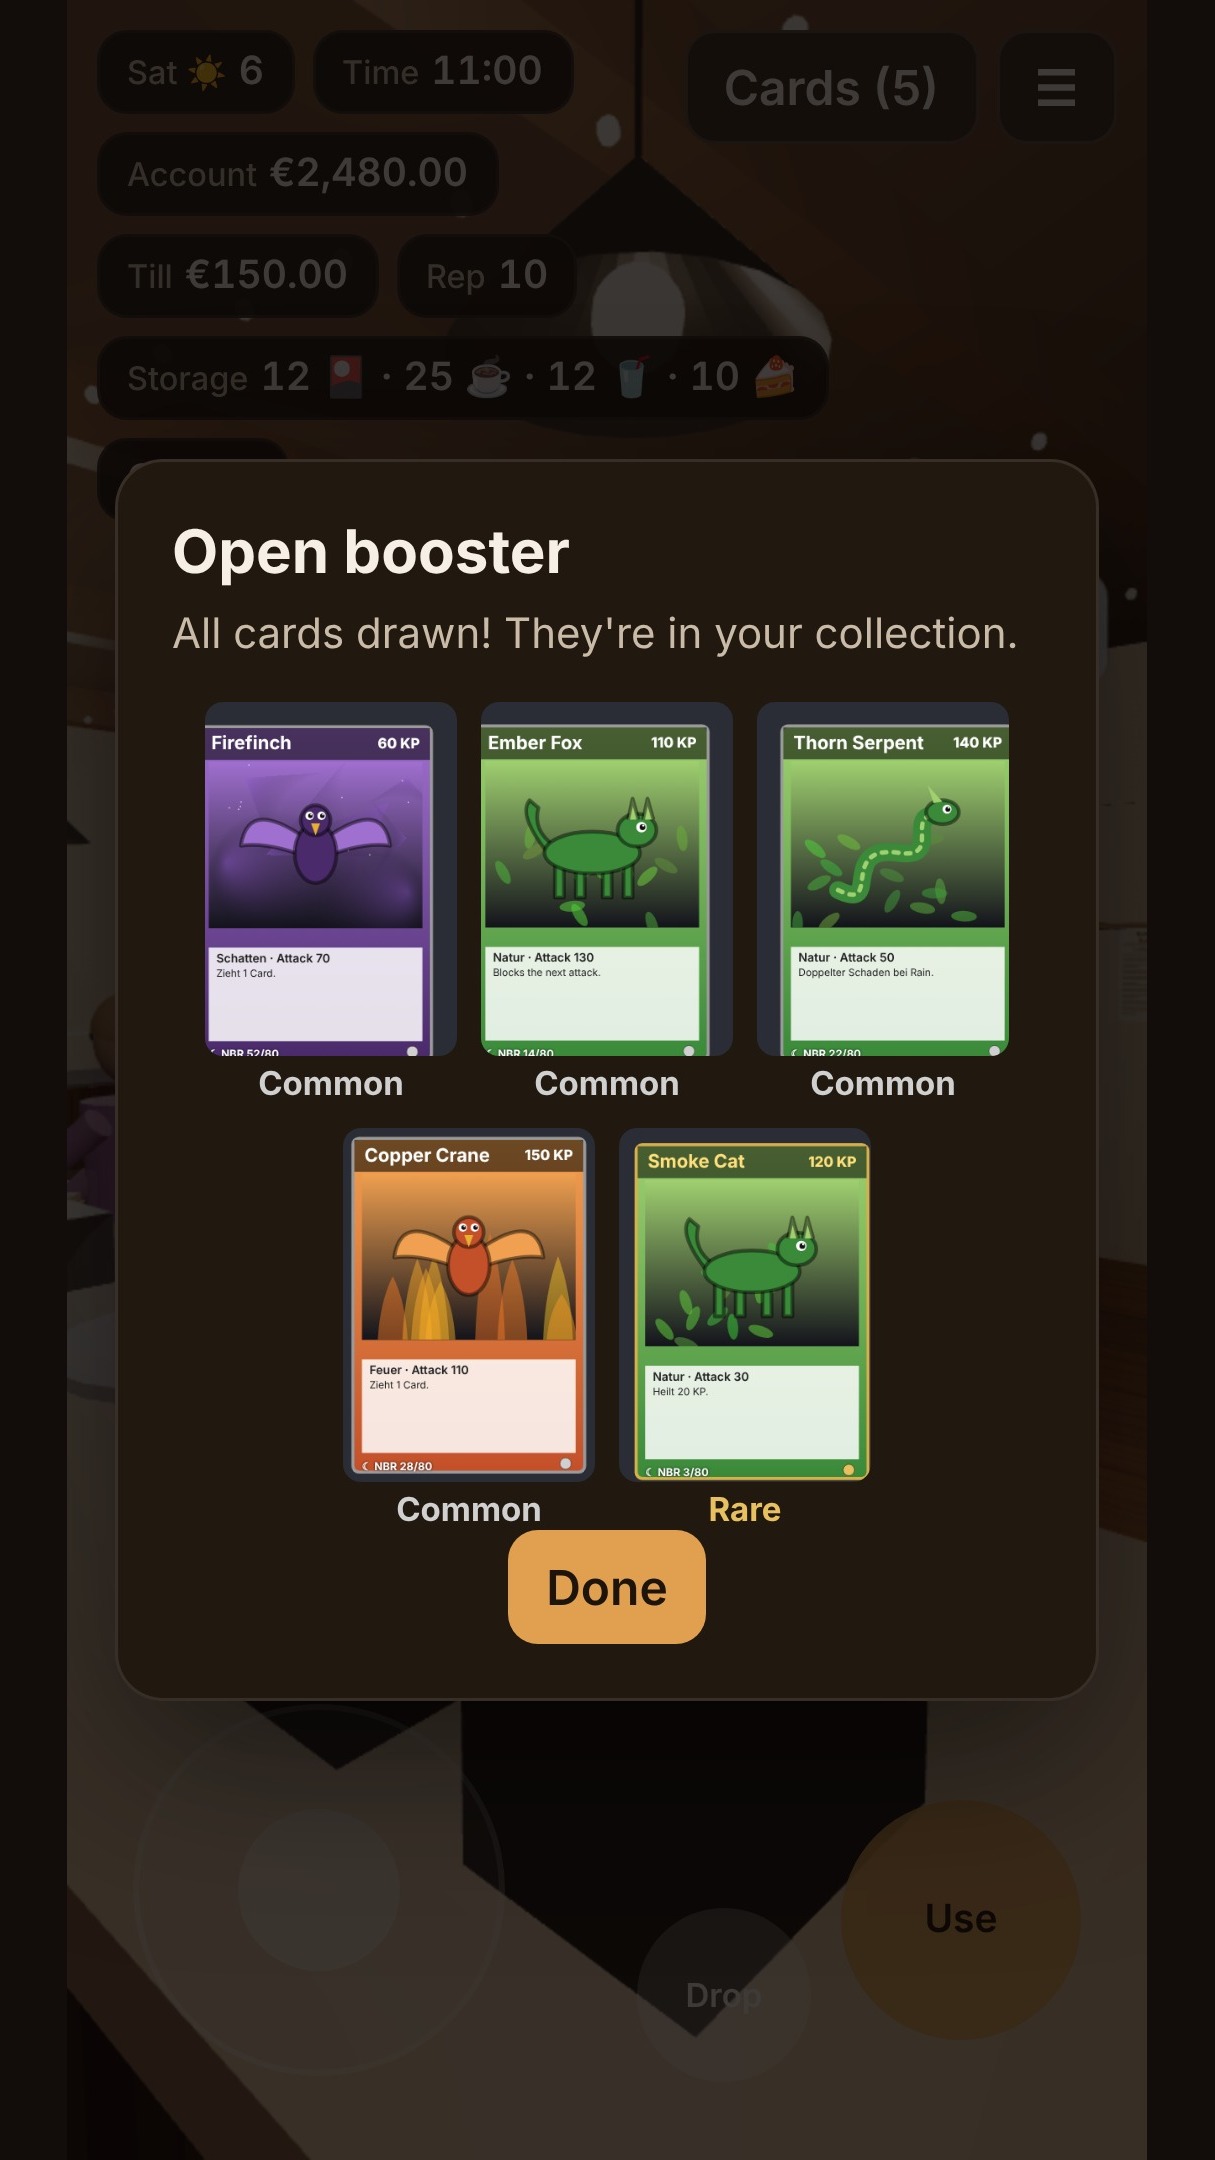 Sat ☀️ 6
Time 11:00
Cards (5)
☰
Account €2,480.00
Till €150.00
Rep 10
Storage 12 🎴 · 25 ☕ · 12 🥤 · 10 🍰
Open booster
All cards drawn! They're in your collection.
Firefinch 60 KP
Schatten · Attack 70
Zieht 1 Card.
☾ NBR 52/80
Common
Ember Fox 110 KP
Natur · Attack 130
Blocks the next attack.
☾ NBR 14/80
Common
Thorn Serpent 140 KP
Natur · Attack 50
Doppelter Schaden bei Rain.
☾ NBR 22/80
Common
Copper Crane 150 KP
Feuer · Attack 110
Zieht 1 Card.
☾ NBR 28/80
Common
Smoke Cat 120 KP
Natur · Attack 30
Heilt 20 KP.
☾ NBR 3/80
Rare
Done
Use
Drop